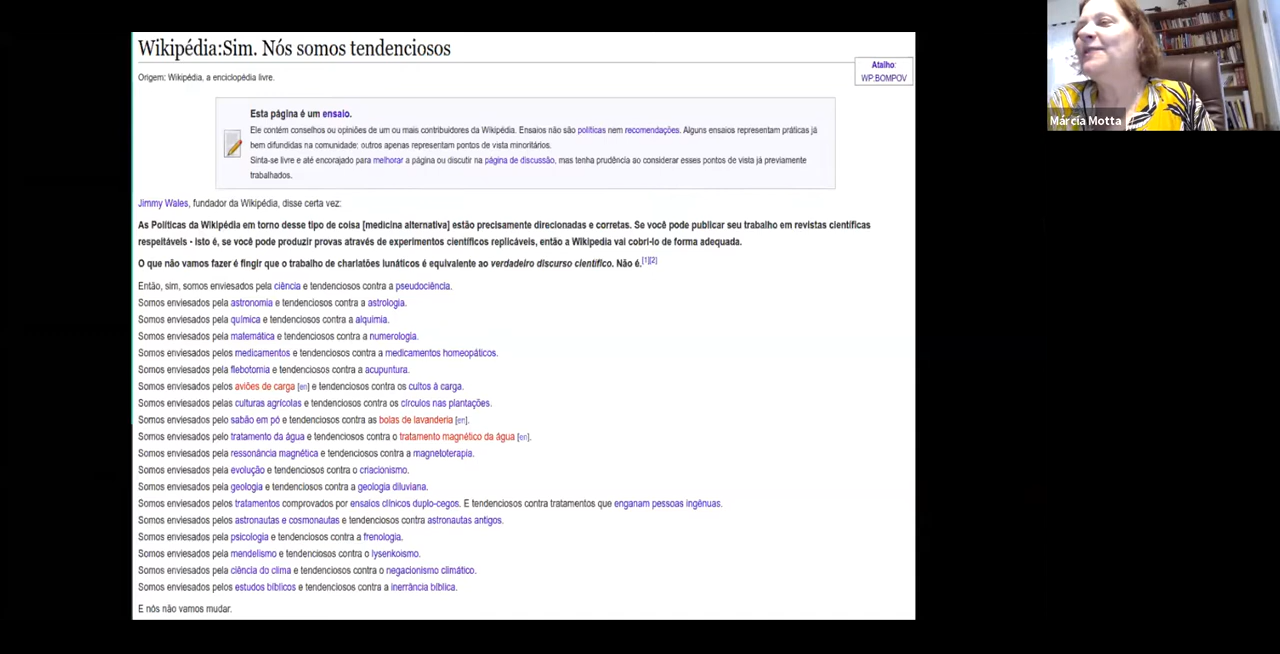 Wikipédia:Sim. Nós somos tendenciosos
Origem: Wikipédia, a enciclopédia livre.
Atalho:
WP:BOMPOV
Esta página é um ensaio.
Ele contém conselhos ou opiniões de um ou mais contribuidores da Wikipédia. Ensaios não são políticas nem recomendações. Alguns ensaios representam práticas já
bem difundidas na comunidade; outros apenas representam pontos de vista minoritários.
Sinta-se livre e até encorajado para melhorar a página ou discutir na página de discussão, mas tenha prudência ao considerar esses pontos de vista já previamente
trabalhados.
Jimmy Wales, fundador da Wikipédia, disse certa vez:
As Políticas da Wikipédia em torno desse tipo de coisa [medicina alternativa] estão precisamente direcionadas e corretas. Se você pode publicar seu trabalho em revistas científicas
respeitáveis - isto é, se você pode produzir provas através de experimentos científicos replicáveis, então a Wikipedia vai cobri-lo de forma adequada.
O que não vamos fazer é fingir que o trabalho de charlatões lunáticos é equivalente ao verdadeiro discurso científico. Não é.[1][2]
Então, sim, somos enviesados pela ciência e tendenciosos contra a pseudociência.
Somos enviesados pela astronomia e tendenciosos contra a astrologia.
Somos enviesados pela química e tendenciosos contra a alquimia.
Somos enviesados pela matemática e tendenciosos contra a numerologia.
Somos enviesados pelos medicamentos e tendenciosos contra a medicamentos homeopáticos.
Somos enviesados pela flebotomia e tendenciosos contra a acupuntura.
Somos enviesados pelos aviões de carga [en] e tendenciosos contra os cultos à carga.
Somos enviesados pelas culturas agrícolas e tendenciosos contra os círculos nas plantações.
Somos enviesados pelo sabão em pó e tendenciosos contra as bolas de lavanderia [en].
Somos enviesados pelo tratamento da água e tendenciosos contra o tratamento magnético da água [en].
Somos enviesados pela ressonância magnética e tendenciosos contra a magnetoterapia.
Somos enviesados pela evolução e tendenciosos contra o criacionismo.
Somos enviesados pela geologia e tendenciosos contra a geologia diluviana.
Somos enviesados pelos tratamentos comprovados por ensaios clínicos duplo-cegos. E tendenciosos contra tratamentos que enganam pessoas ingênuas.
Somos enviesados pelos astronautas e cosmonautas e tendenciosos contra astronautas antigos.
Somos enviesados pela psicologia e tendenciosos contra a frenologia.
Somos enviesados pela mendelismo e tendenciosos contra o lysenkoismo.
Somos enviesados pela ciência do clima e tendenciosos contra o negacionismo climático.
Somos enviesados pelos estudos bíblicos e tendenciosos contra a inerrância bíblica.
E nós não vamos mudar.
Márcia Motta